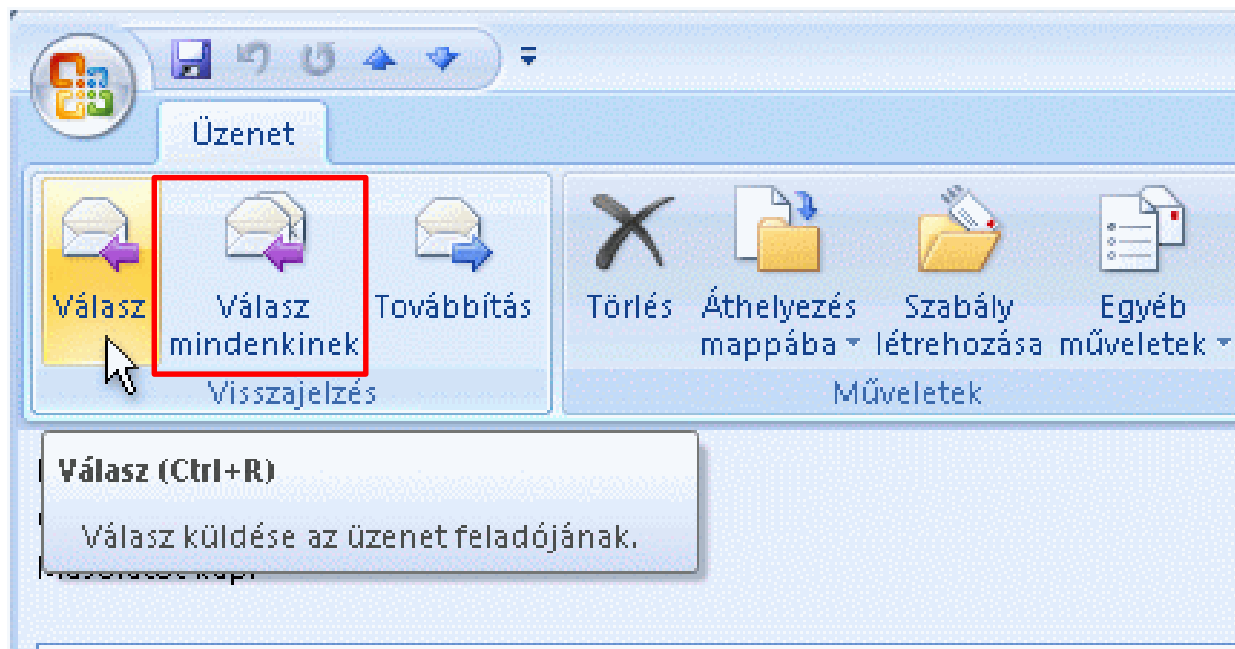 Üzenet
Válasz
Válasz mindenkinek
Továbbítás
Törlés
Áthelyezés mappába
Szabály létrehozása
Egyéb műveletek
Visszajelzés
Műveletek
Válasz (Ctrl+R)
Válasz küldése az üzenet feladójának.